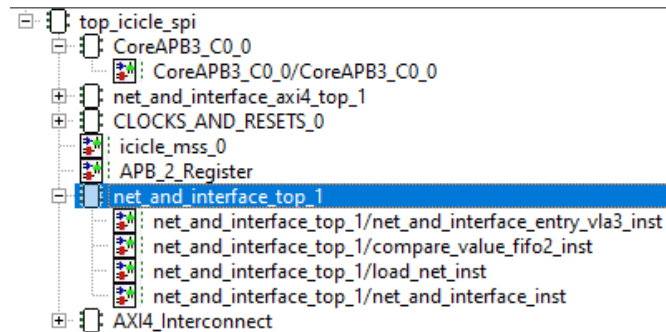 top_icicle_spi
CoreAPB3_C0_0
CoreAPB3_C0_0/CoreAPB3_C0_0
net_and_interface_axi4_top_1
CLOCKS_AND_RESETS_0
icicle_mss_0
APB_2_Register
net_and_interface_top_1
net_and_interface_top_1/net_and_interface_entry_vla3_inst
net_and_interface_top_1/compare_value_fifo2_inst
net_and_interface_top_1/load_net_inst
net_and_interface_top_1/net_and_interface_inst
AXI4_Interconnect